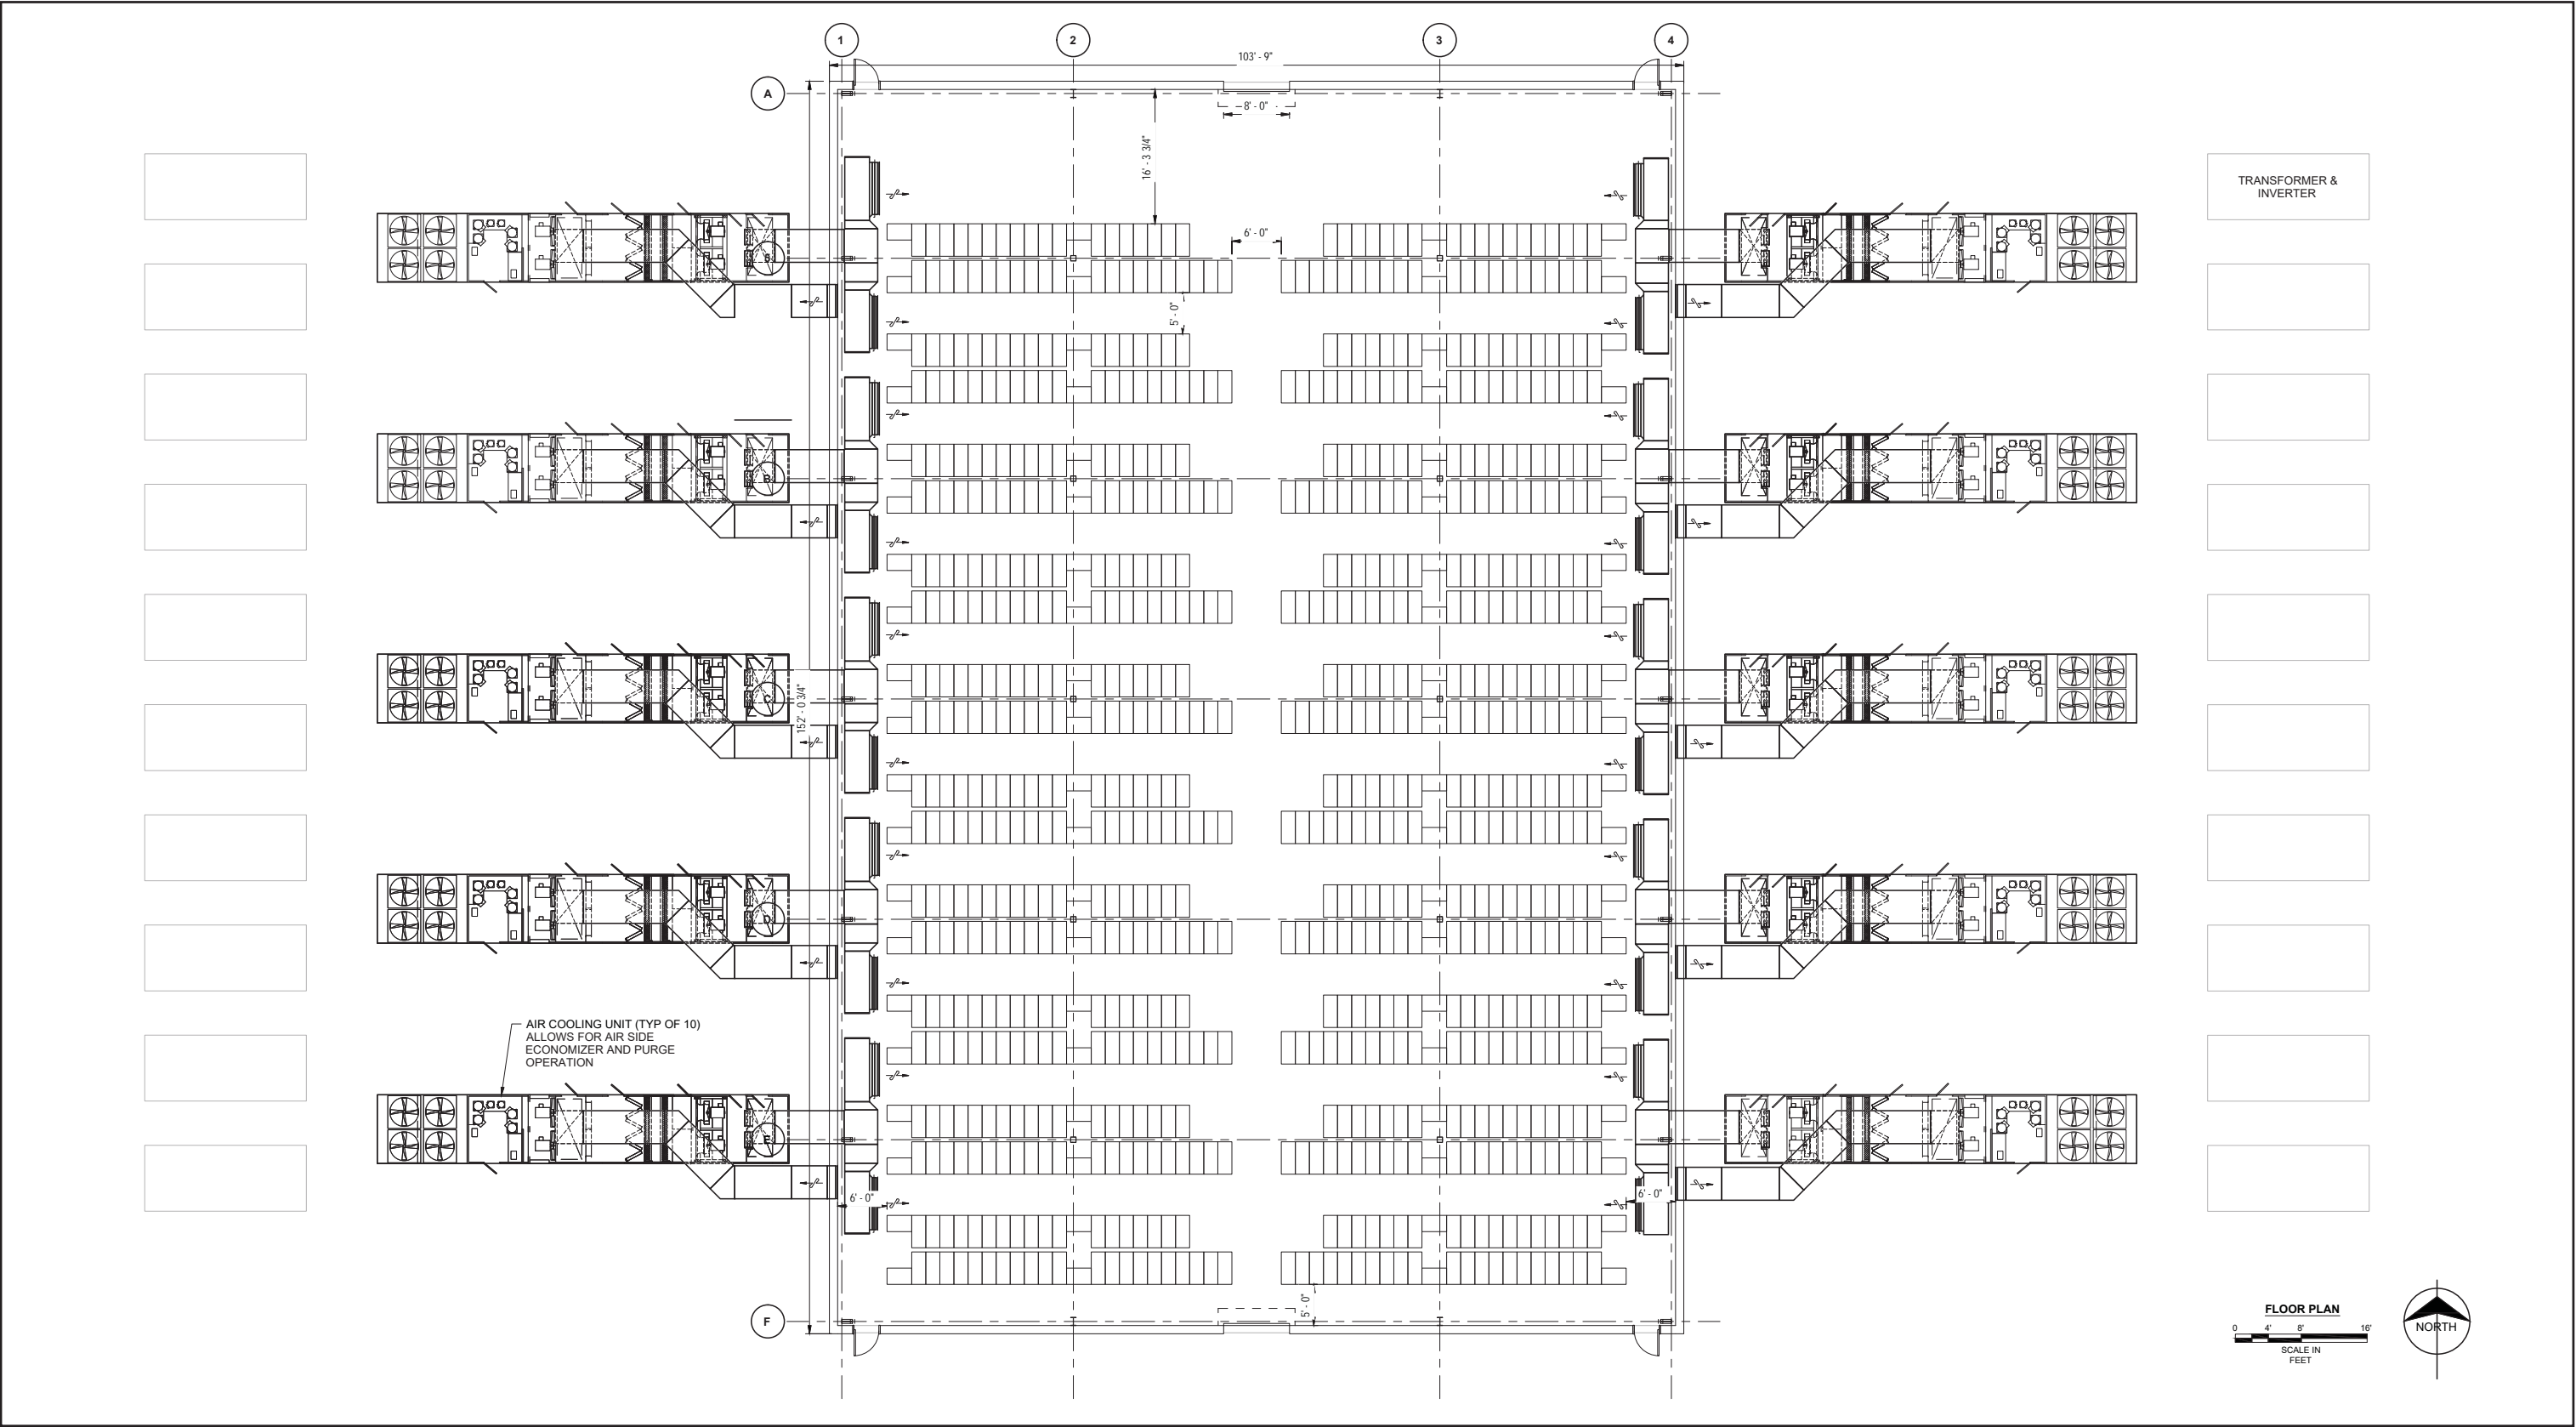 1
2
3
4
103' - 9"
A
8' - 0"
16' - 3 3/4"
TRANSFORMER &
INVERTER
6' - 0"
B
5' - 0"
B
C
152' - 0 3/4"
D
AIR COOLING UNIT (TYP OF 10)
ALLOWS FOR AIR SIDE
ECONOMIZER AND PURGE
OPERATION
E
6' - 0"
6' - 0"
5' - 0"
F
FLOOR PLAN
0 4' 8' 16'
SCALE IN
FEET
NORTH